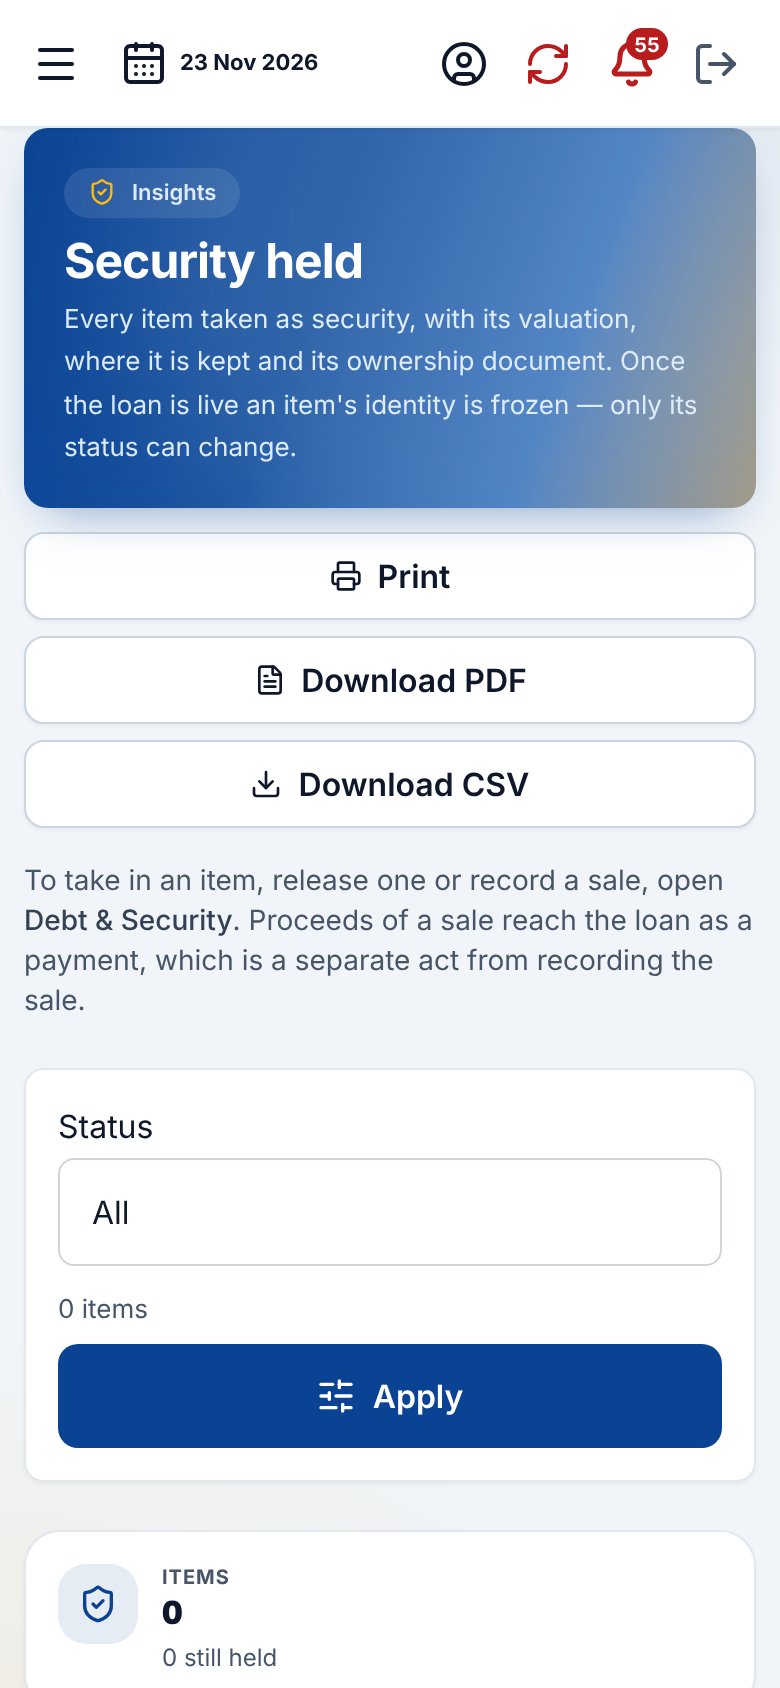 23 Nov 2026
55
Insights
Security held
Every item taken as security, with its valuation,
where it is kept and its ownership document. Once
the loan is live an item's identity is frozen — only its
status can change.
Print
Download PDF
Download CSV
To take in an item, release one or record a sale, open
Debt & Security. Proceeds of a sale reach the loan as a
payment, which is a separate act from recording the
sale.
Status
All
0 items
Apply
ITEMS
0
0 still held